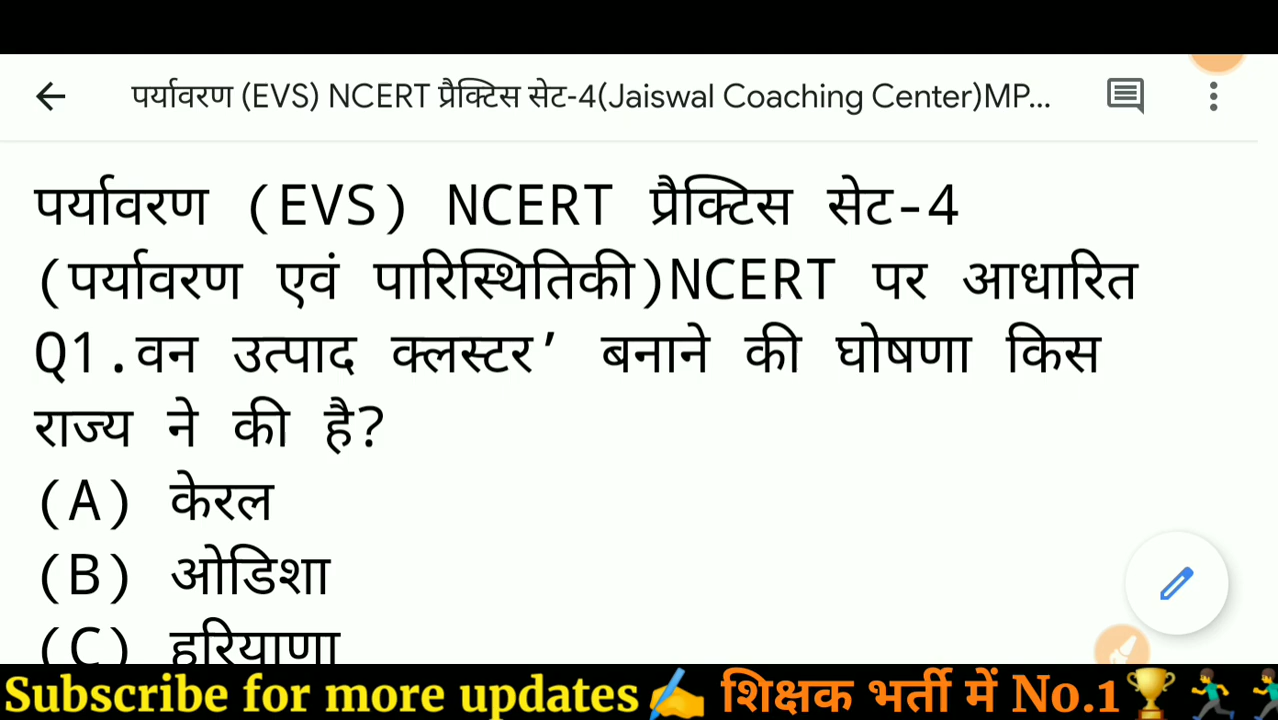 पर्यावरण (EVS) NCERT प्रैक्टिस सेट-4(Jaiswal Coaching Center)MP...
पर्यावरण (EVS) NCERT प्रैक्टिस सेट-4
(पर्यावरण एवं पारिस्थितिकी)NCERT पर आधारित
Q1.वन उत्पाद क्लस्टर’ बनाने की घोषणा किस
राज्य ने की है?
(A) केरल
(B) ओडिशा
(C) हरियाणा
Subscribe for more updates✍️ शिक्षक भर्ती में No.1🏆🏃‍♂️🏃‍♂️